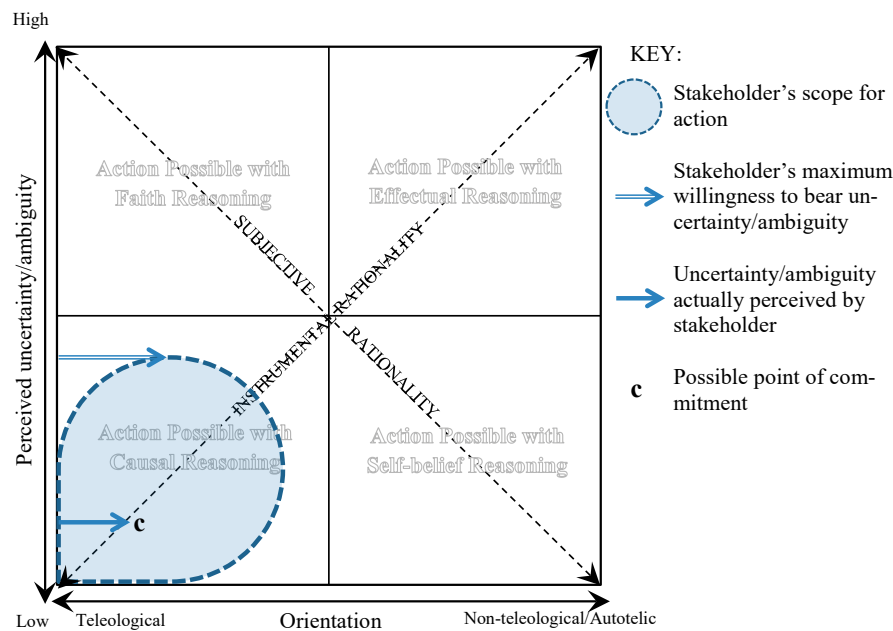 High
KEY:
Stakeholder's scope for
action
Action Possible with
Faith Reasoning
Action Possible with
Effectual Reasoning
Stakeholder's maximum
willingness to bear un-
certainty/ambiguity
SUBJECTIVE
RATIONALITY
INSTRUMENTAL RATIONALITY
Uncertainty/ambiguity
actually perceived by
stakeholder
Perceived uncertainty/ambiguity
c Possible point of com-
mitment
Action Possible with
Causal Reasoning
Action Possible with
Self-belief Reasoning
c
Low
Teleological
Orientation
Non-teleological/Autotelic